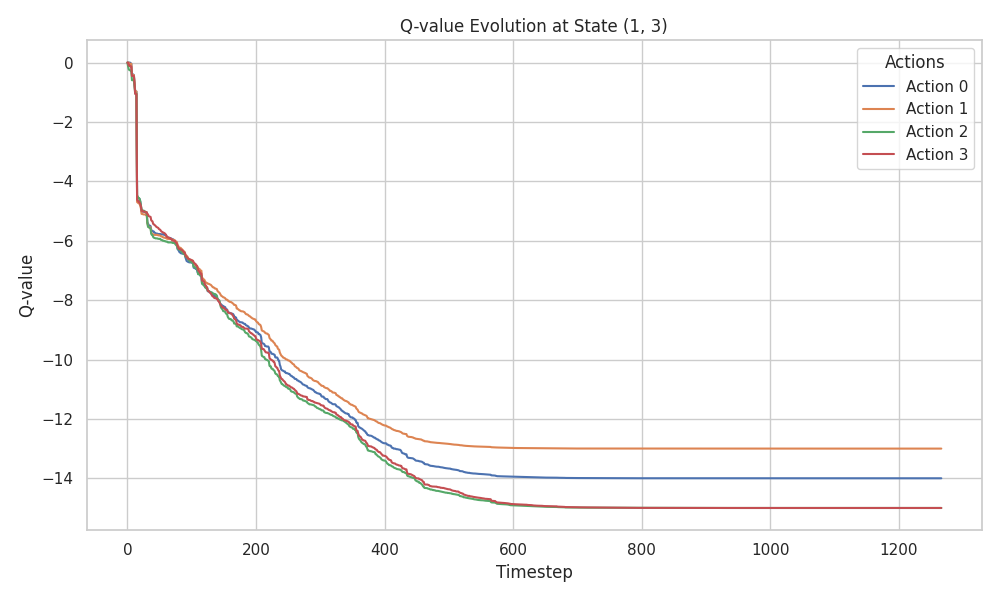 Q-value Evolution at State (1, 3)
Actions
Action 0
Action 1
Action 2
Action 3
Q-value
0
−2
−4
−6
−8
−10
−12
−14
0 200 400 600 800 1000 1200
Timestep